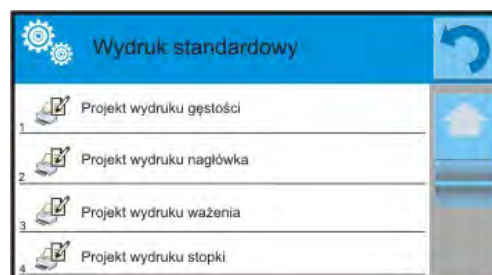 Wydruk standardowy
1 Projekt wydruku gęstości
2 Projekt wydruku nagłówka
3 Projekt wydruku ważenia
4 Projekt wydruku stopki